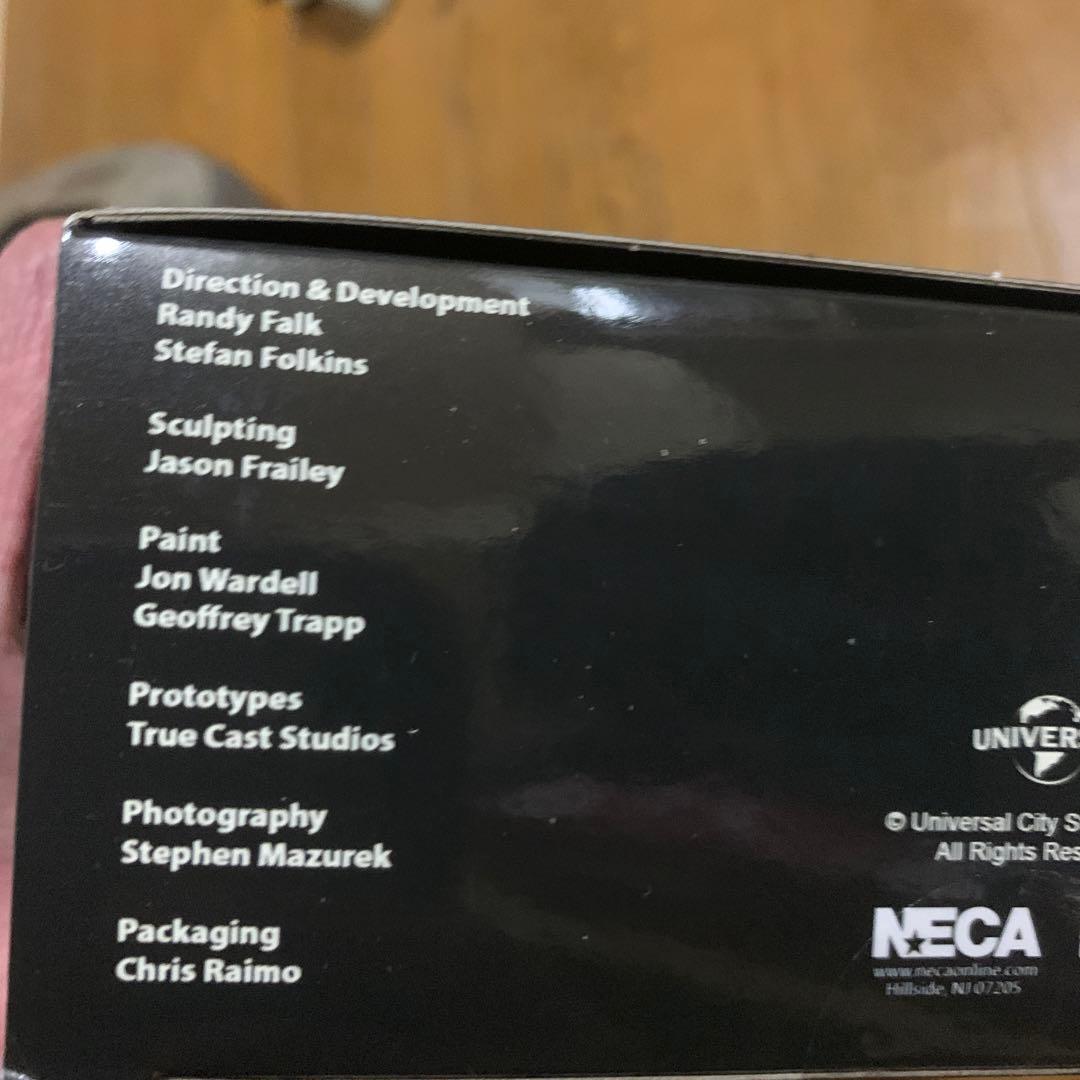 Direction & Development
Randy Falk
Stefan Folkins
Sculpting
Jason Frailey
Paint
Jon Wardell
Geoffrey Trapp
Prototypes
True Cast Studios
Photography
Stephen Mazurek
Packaging
Chris Raimo
UNIVERS
© Universal City S
All Rights Res
NECA
www.necaonline.com
Hillside, NJ 07205